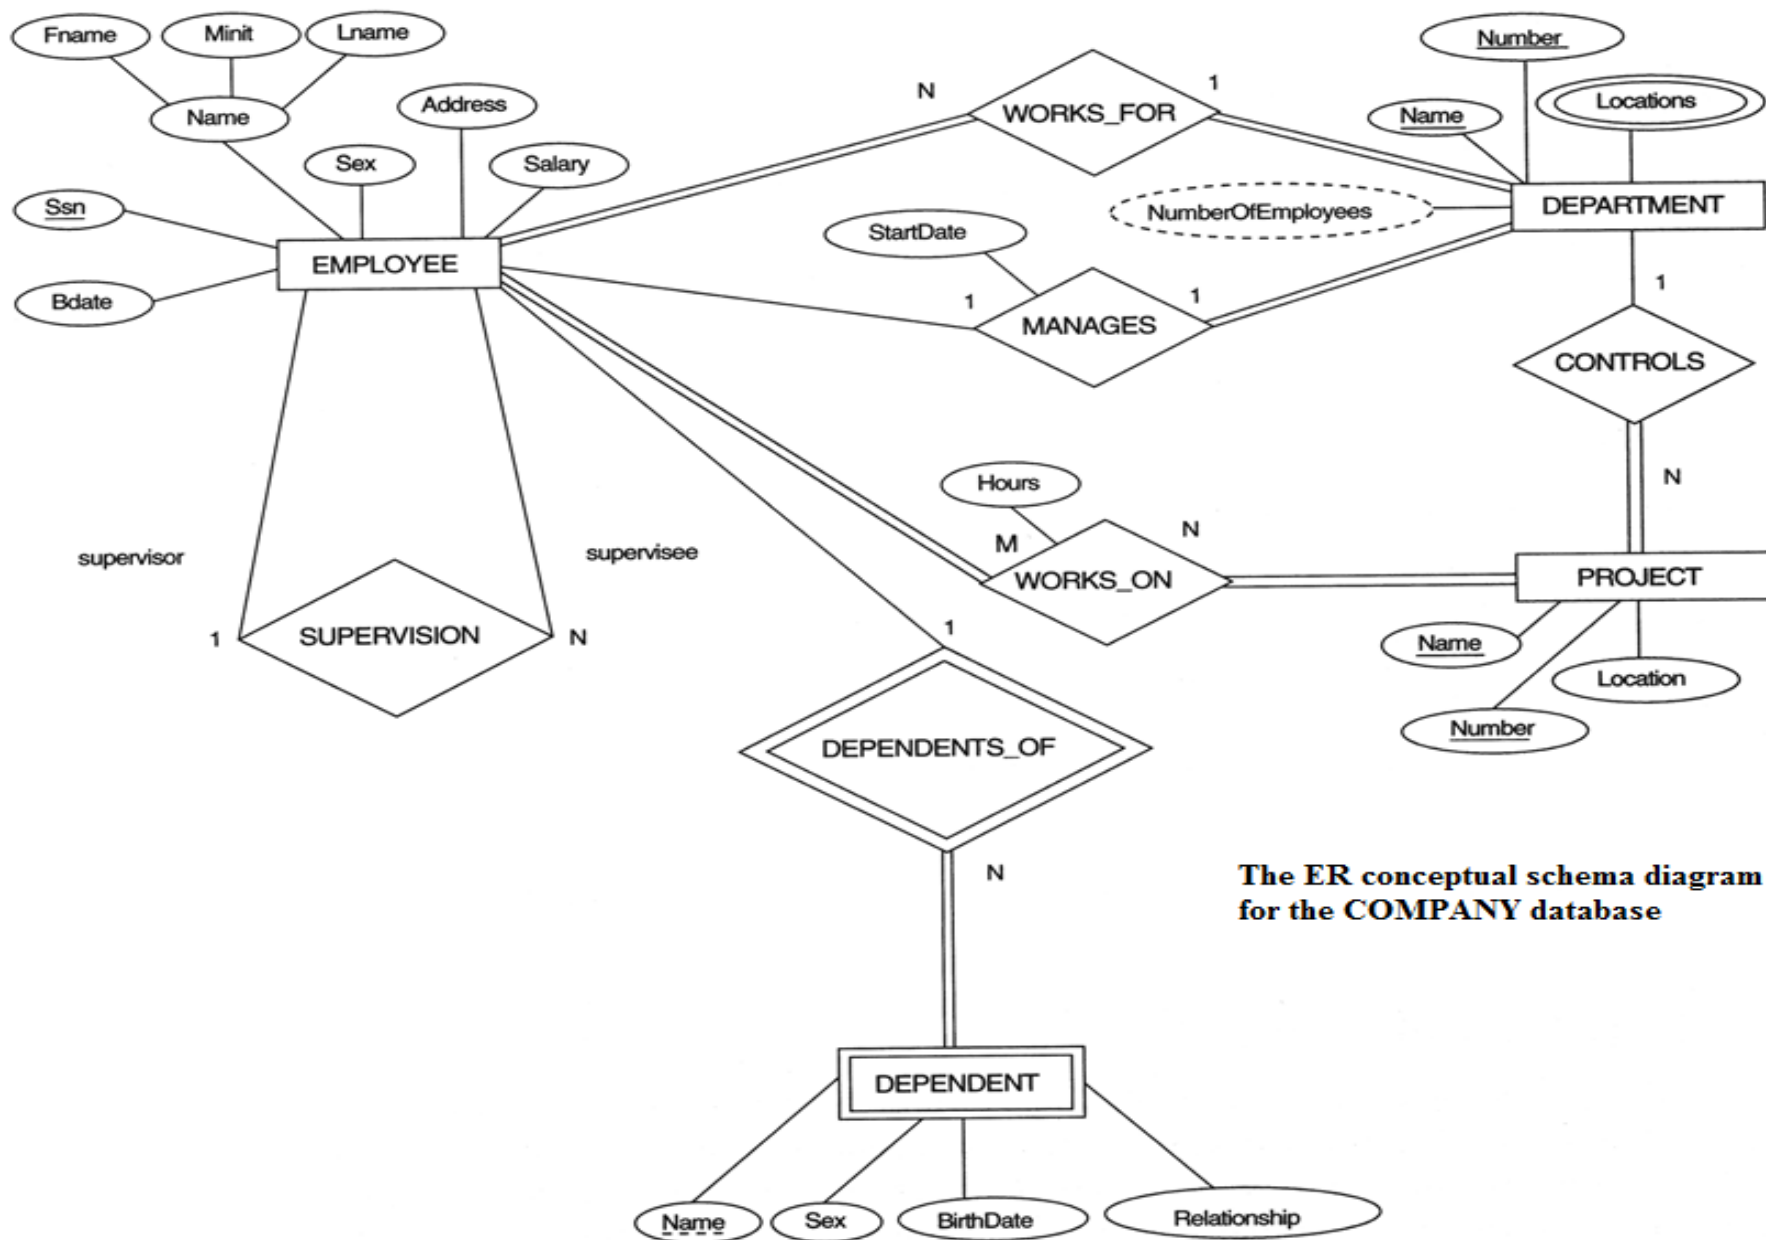 Fname
Minit
Lname
Name
Address
Sex
Salary
Ssn
Bdate
EMPLOYEE
N
WORKS_FOR
1
Number
Name
Locations
NumberOfEmployees
DEPARTMENT
StartDate
1
MANAGES
1
1
CONTROLS
N
Hours
M
N
WORKS_ON
PROJECT
Name
Location
Number
supervisor
supervisee
1
SUPERVISION
N
1
DEPENDENTS_OF
N
The ER conceptual schema diagram
for the COMPANY database
DEPENDENT
Name
Sex
BirthDate
Relationship